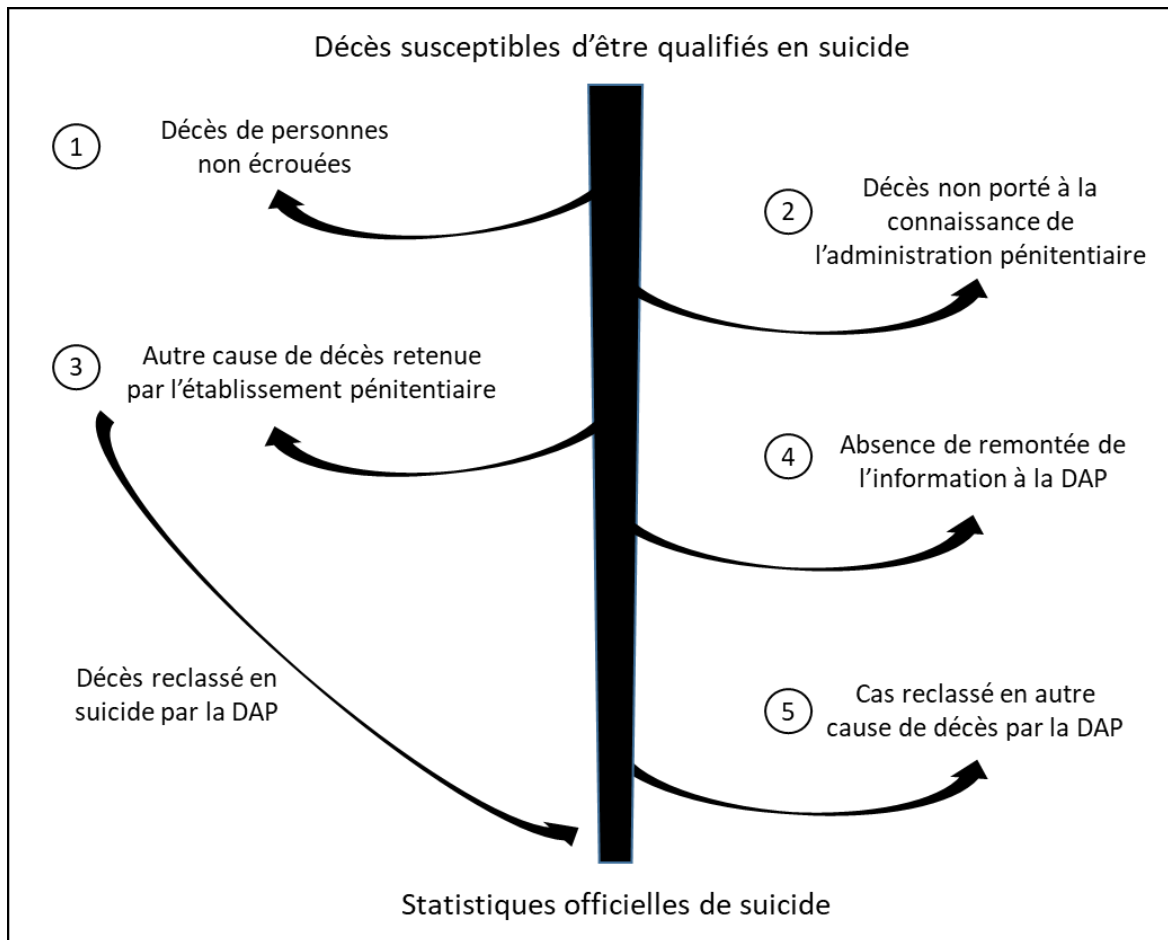 Décès susceptibles d’être qualifiés en suicide
1
Décès de personnes
non écrouées
2
Décès non porté à la
connaissance de
l’administration pénitentiaire
3
Autre cause de décès retenue
par l’établissement pénitentiaire
4
Absence de remontée de
l’information à la DAP
Décès reclassé en
suicide par la DAP
5
Cas reclassé en autre
cause de décès par la DAP
Statistiques officielles de suicide